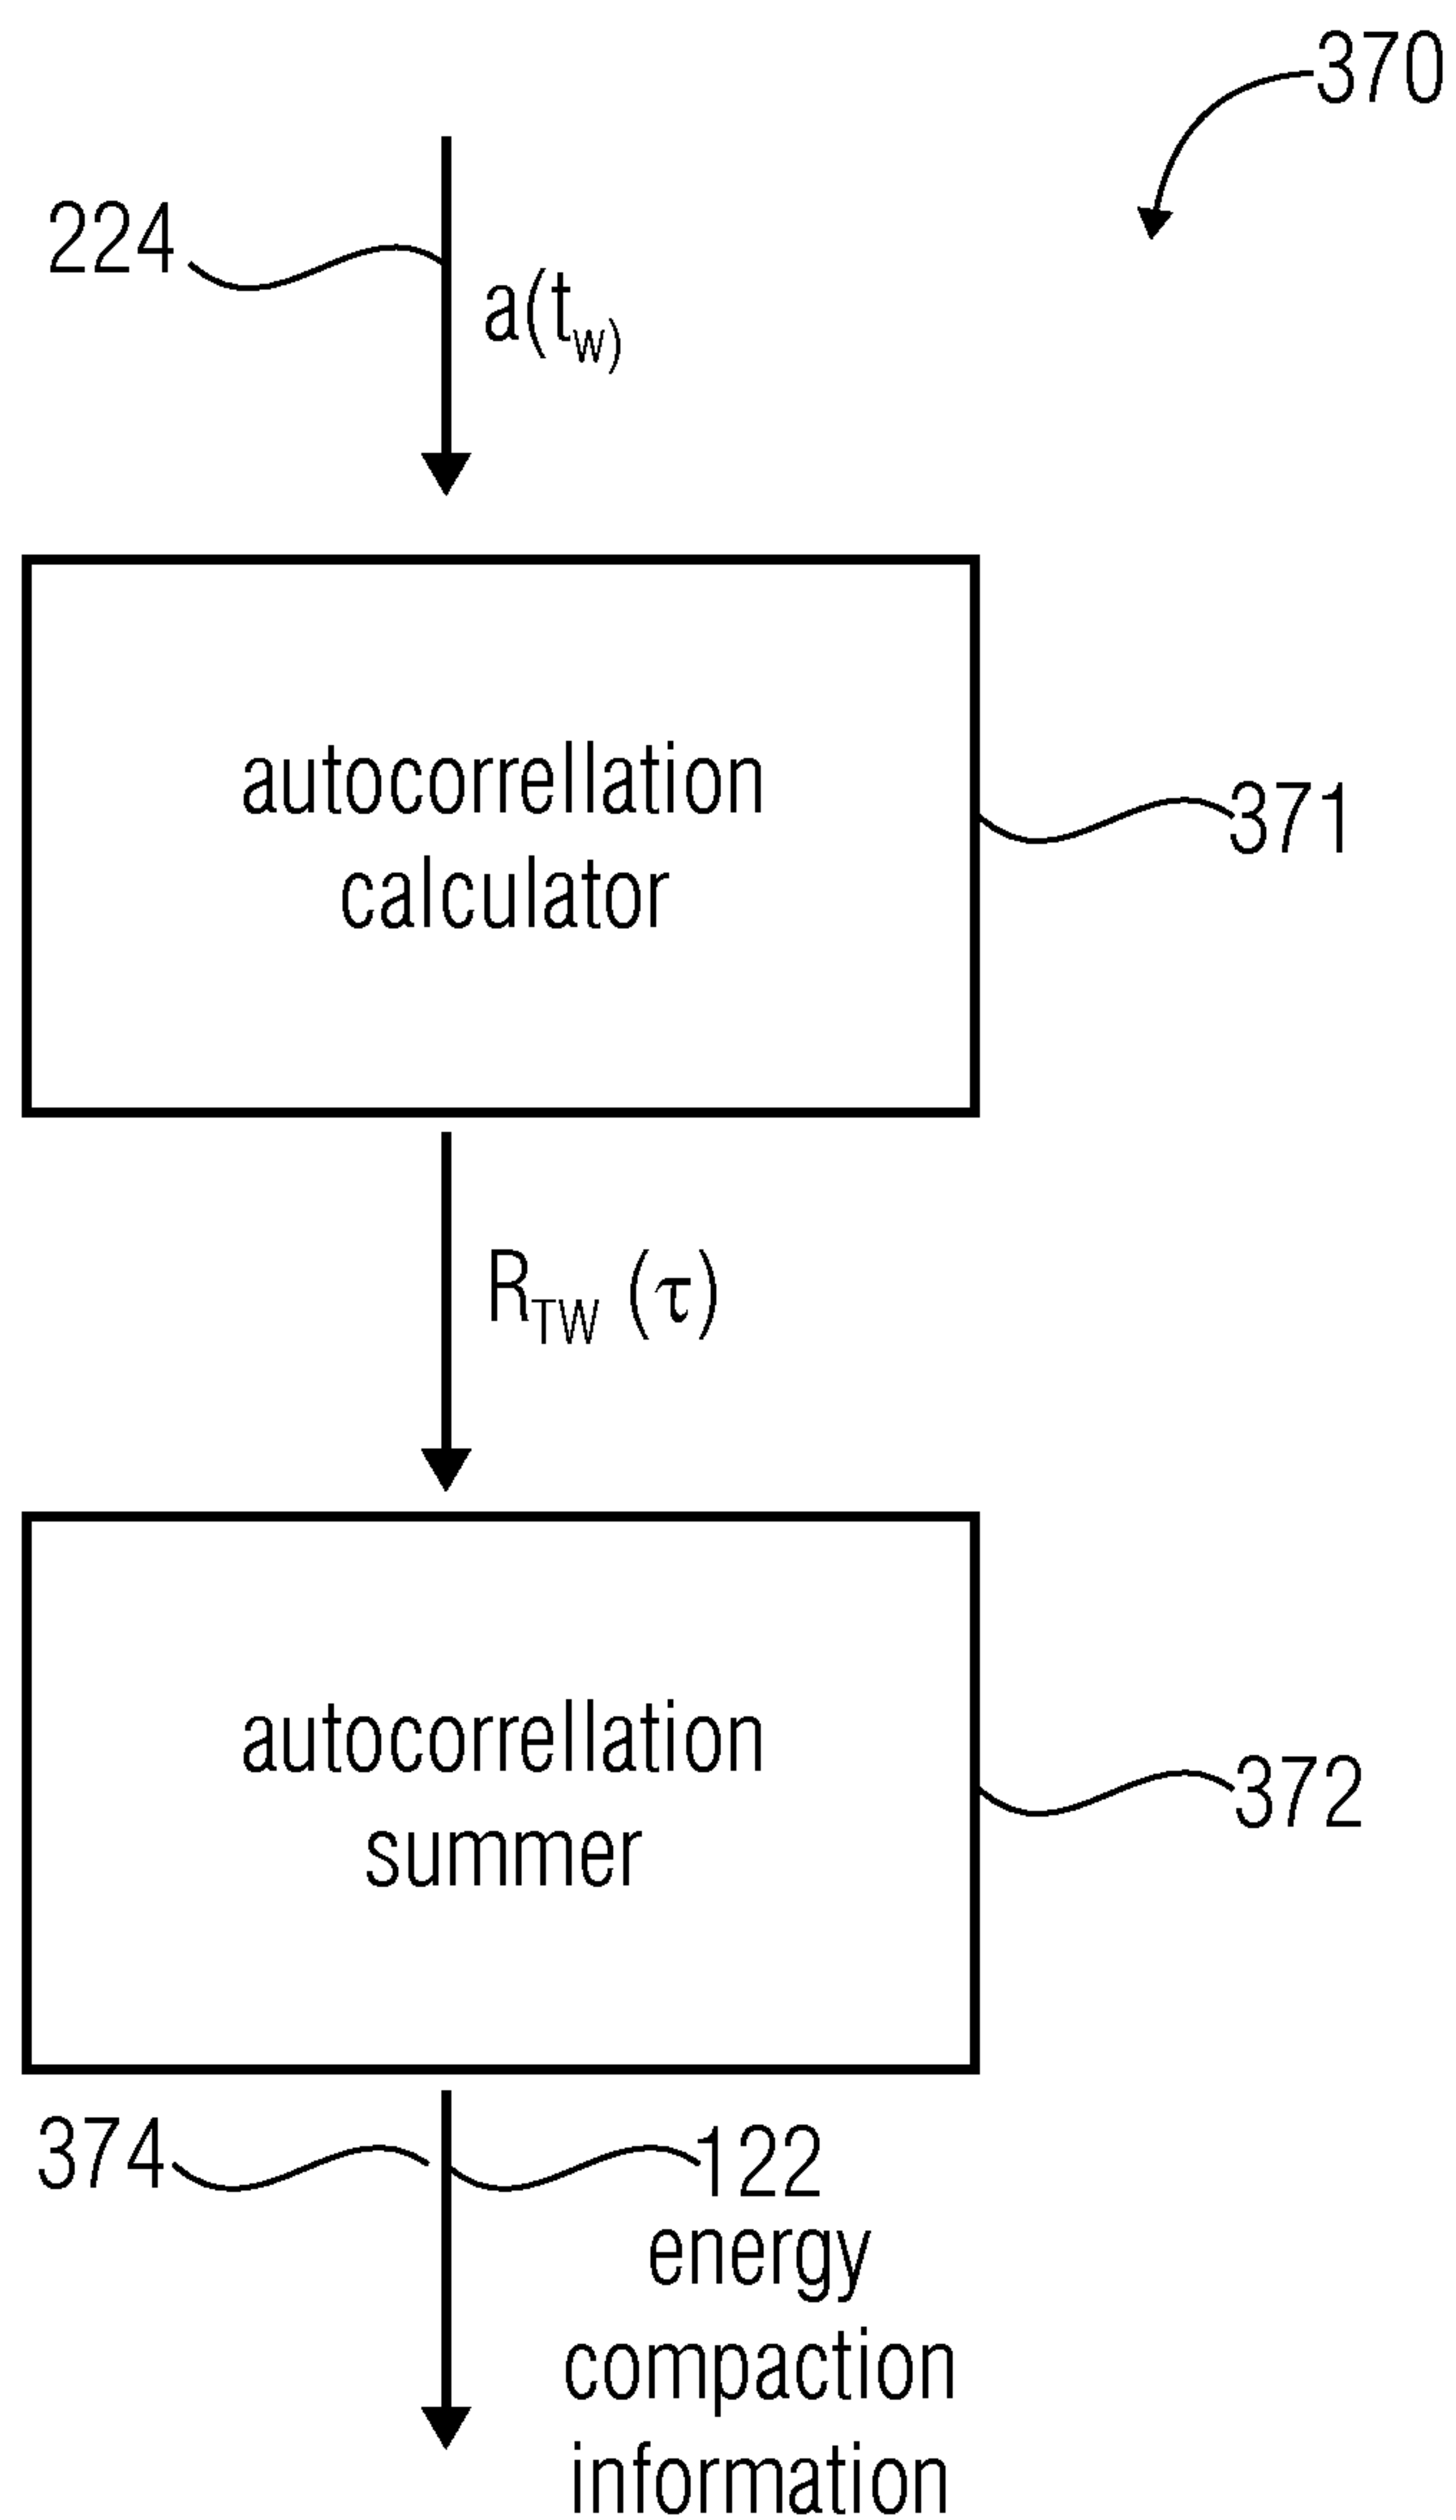 370
224
a(tw)
autocorrellation
calculator
371
RTW (τ)
autocorrellation
summer
372
374
122
energy
compaction
information